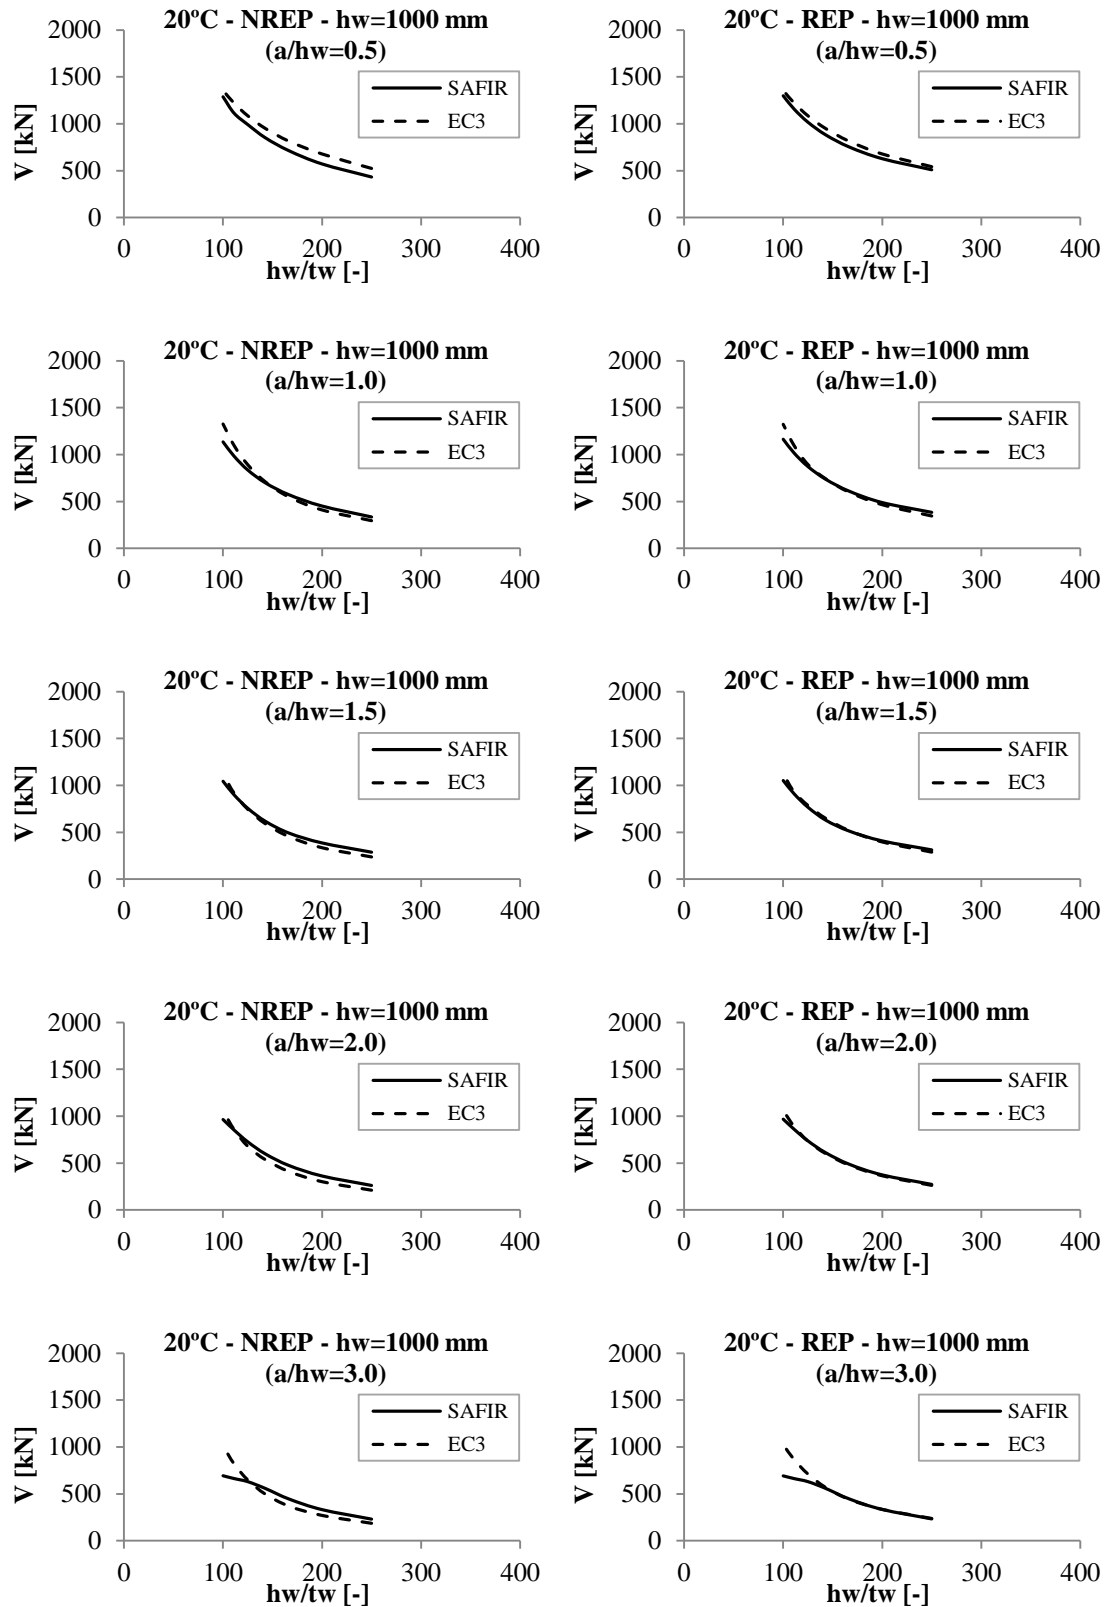 20ºC - NREP - hw=1000 mm
(a/hw=0.5)
2000
1500
1000
500
0
V [kN]
SAFIR
EC3
0 100 200 300 400
hw/tw [-]
20ºC - REP - hw=1000 mm
(a/hw=0.5)
2000
1500
1000
500
0
V [kN]
SAFIR
EC3
0 100 200 300 400
hw/tw [-]
20ºC - NREP - hw=1000 mm
(a/hw=1.0)
2000
1500
1000
500
0
V [kN]
SAFIR
EC3
0 100 200 300 400
hw/tw [-]
20ºC - REP - hw=1000 mm
(a/hw=1.0)
2000
1500
1000
500
0
V [kN]
SAFIR
EC3
0 100 200 300 400
hw/tw [-]
20ºC - NREP - hw=1000 mm
(a/hw=1.5)
2000
1500
1000
500
0
V [kN]
SAFIR
EC3
0 100 200 300 400
hw/tw [-]
20ºC - REP - hw=1000 mm
(a/hw=1.5)
2000
1500
1000
500
0
V [kN]
SAFIR
EC3
0 100 200 300 400
hw/tw [-]
20ºC - NREP - hw=1000 mm
(a/hw=2.0)
2000
1500
1000
500
0
V [kN]
SAFIR
EC3
0 100 200 300 400
hw/tw [-]
20ºC - REP - hw=1000 mm
(a/hw=2.0)
2000
1500
1000
500
0
V [kN]
SAFIR
EC3
0 100 200 300 400
hw/tw [-]
20ºC - NREP - hw=1000 mm
(a/hw=3.0)
2000
1500
1000
500
0
V [kN]
SAFIR
EC3
0 100 200 300 400
hw/tw [-]
20ºC - REP - hw=1000 mm
(a/hw=3.0)
2000
1500
1000
500
0
V [kN]
SAFIR
EC3
0 100 200 300 400
hw/tw [-]